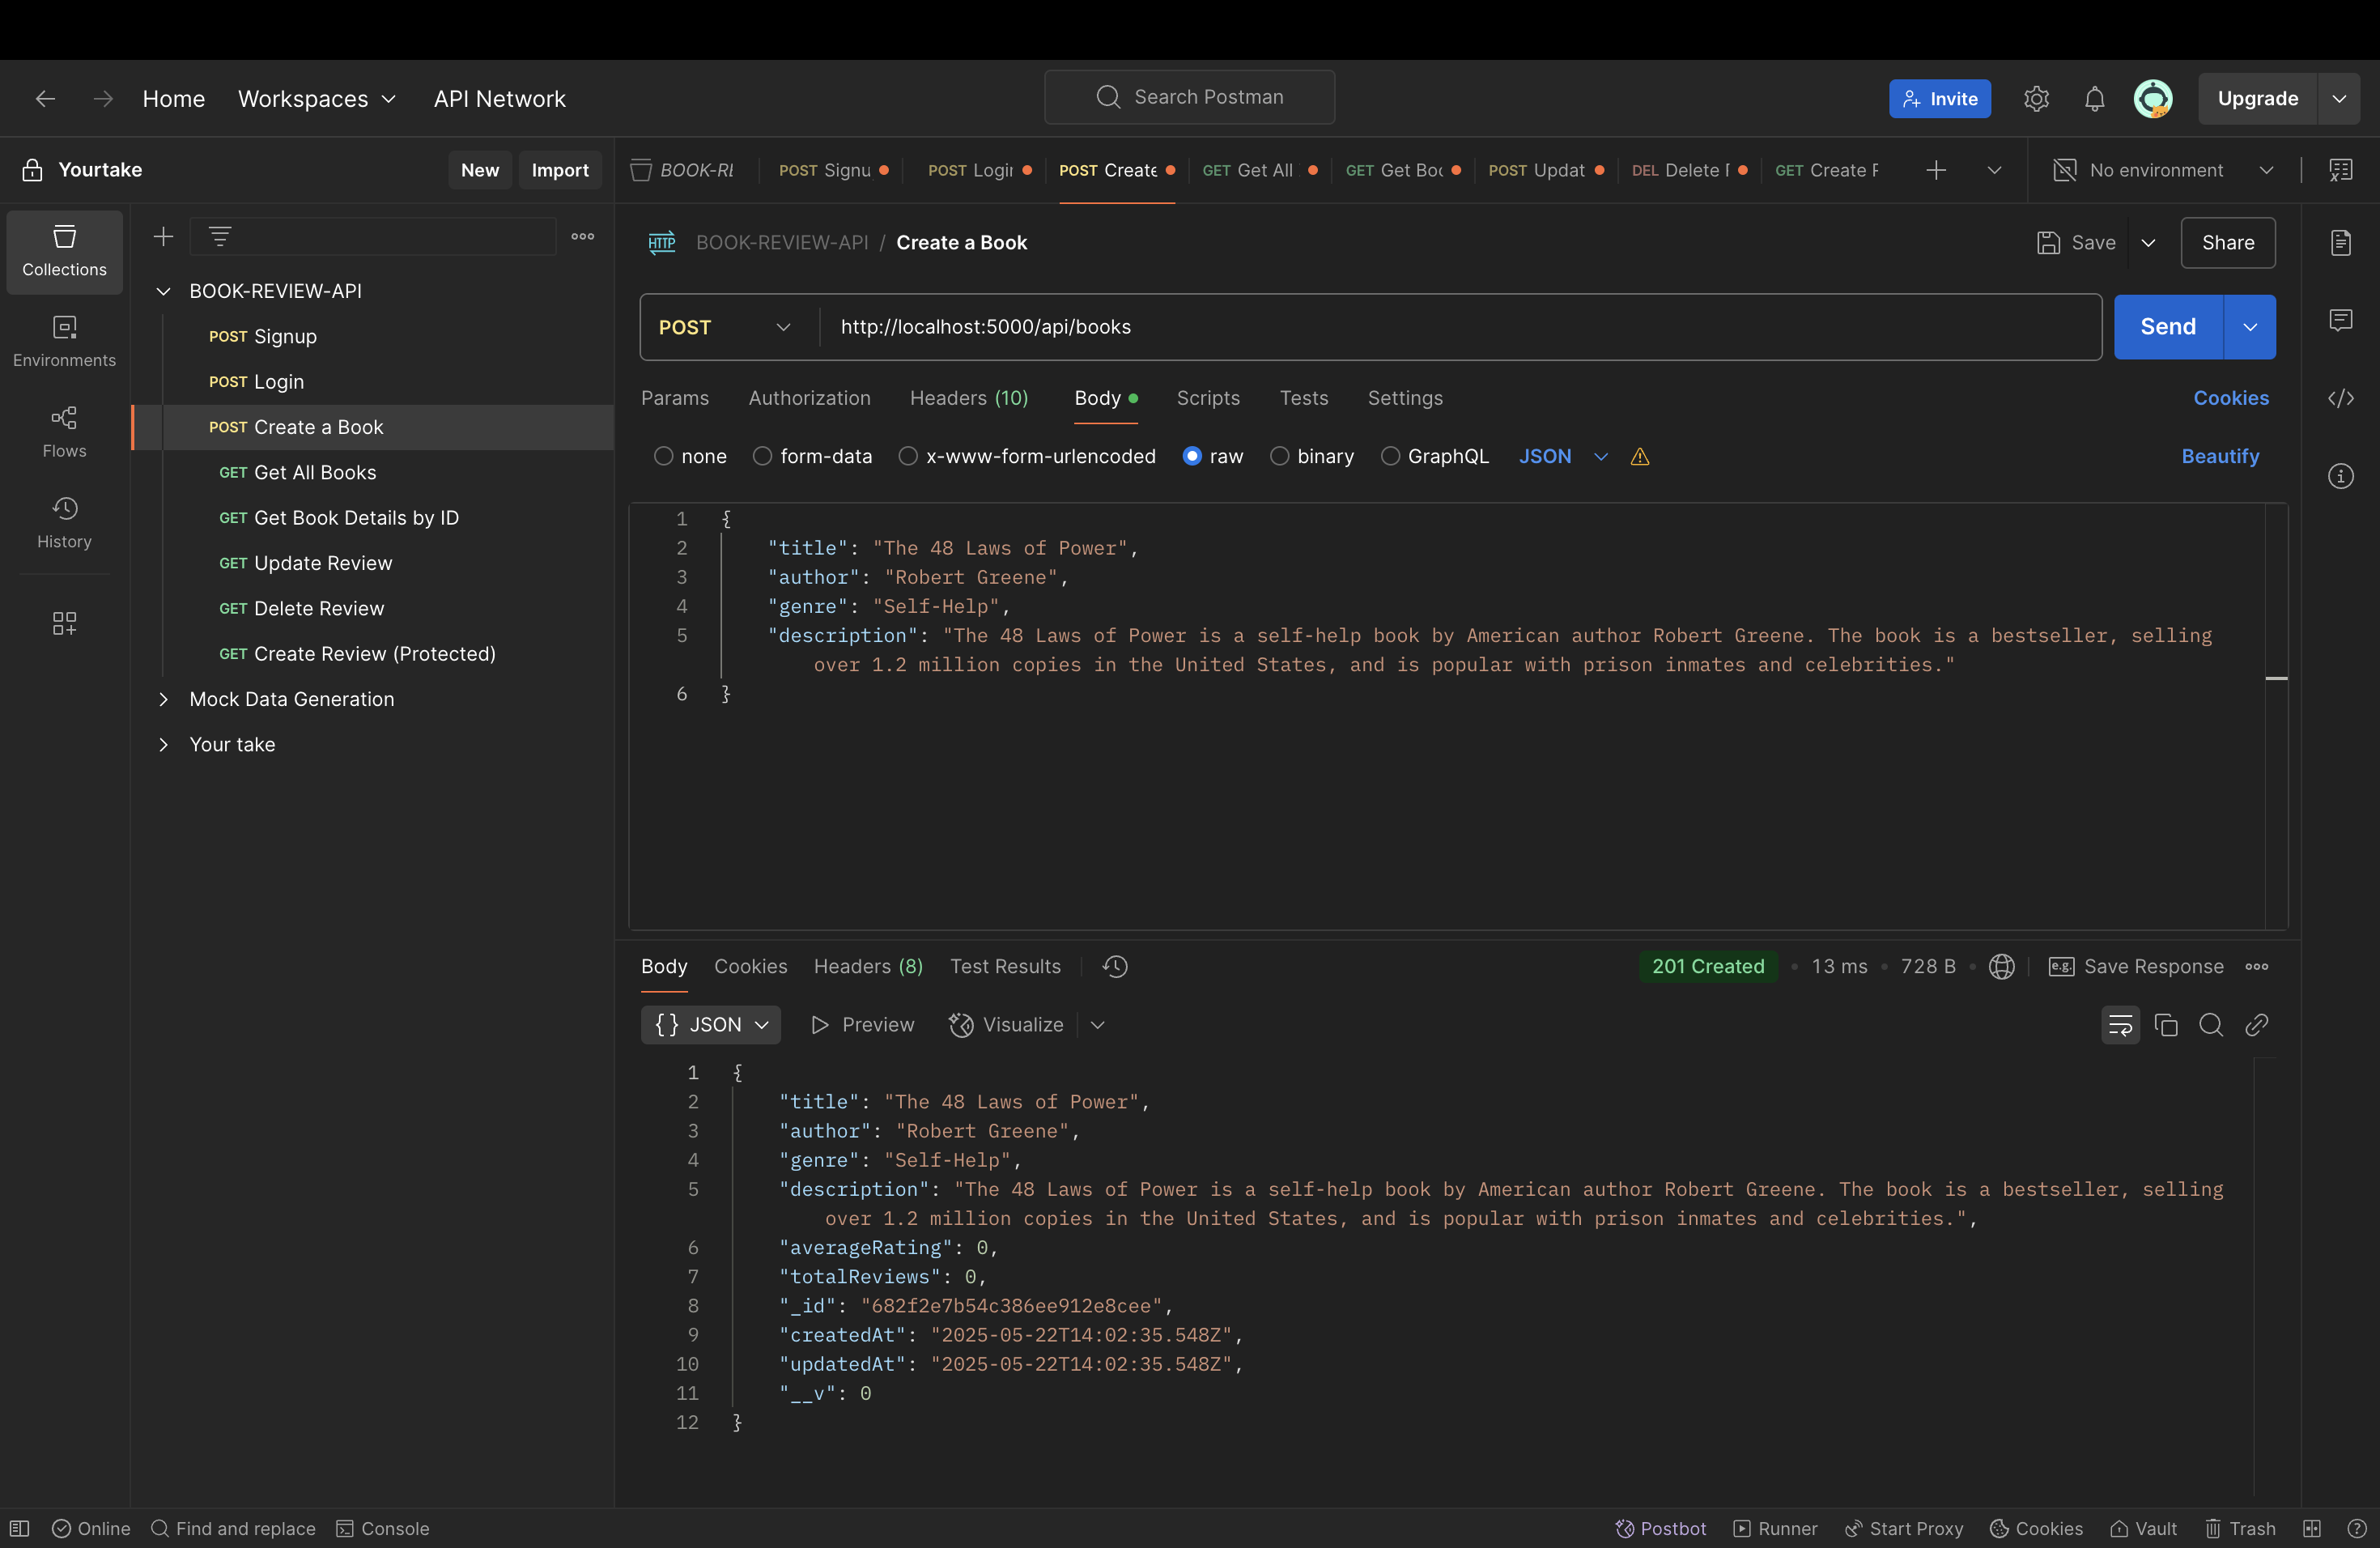 Home Workspaces API Network Search Postman Invite Upgrade
Yourtake New Import BOOK-RE POST Signu POST Login POST Create GET Get All GET Get Boo POST Updat DEL Delete GET Create No environment
Collections
Environments
Flows
History
BOOK-REVIEW-API
POST Signup
POST Login
POST Create a Book
GET Get All Books
GET Get Book Details by ID
GET Update Review
GET Delete Review
GET Create Review (Protected)
Mock Data Generation
Your take
HTTP BOOK-REVIEW-API / Create a Book Save Share
POST http://localhost:5000/api/books Send
Params Authorization Headers (10) Body Scripts Tests Settings Cookies
none form-data x-www-form-urlencoded raw binary GraphQL JSON Beautify
1 {
2 "title": "The 48 Laws of Power",
3 "author": "Robert Greene",
4 "genre": "Self-Help",
5 "description": "The 48 Laws of Power is a self-help book by American author Robert Greene. The book is a bestseller, selling
over 1.2 million copies in the United States, and is popular with prison inmates and celebrities."
6 }
Body Cookies Headers (8) Test Results 201 Created • 13 ms • 728 B • e.g. Save Response
{} JSON Preview Visualize
1 {
2 "title": "The 48 Laws of Power",
3 "author": "Robert Greene",
4 "genre": "Self-Help",
5 "description": "The 48 Laws of Power is a self-help book by American author Robert Greene. The book is a bestseller, selling
over 1.2 million copies in the United States, and is popular with prison inmates and celebrities.",
6 "averageRating": 0,
7 "totalReviews": 0,
8 "_id": "682f2e7b54c386ee912e8cee",
9 "createdAt": "2025-05-22T14:02:35.548Z",
10 "updatedAt": "2025-05-22T14:02:35.548Z",
11 "__v": 0
12 }
Online Find and replace Console Postbot Runner Start Proxy Cookies Vault Trash